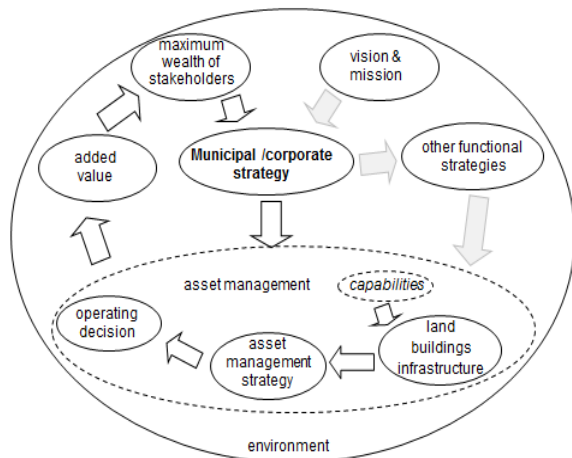 maximum
wealth of
stakeholders
vision &
mission
added
value
Municipal /corporate
strategy
other functional
strategies
asset management
capabilities
operating
decision
asset
management
strategy
land
buildings
infrastructure
environment